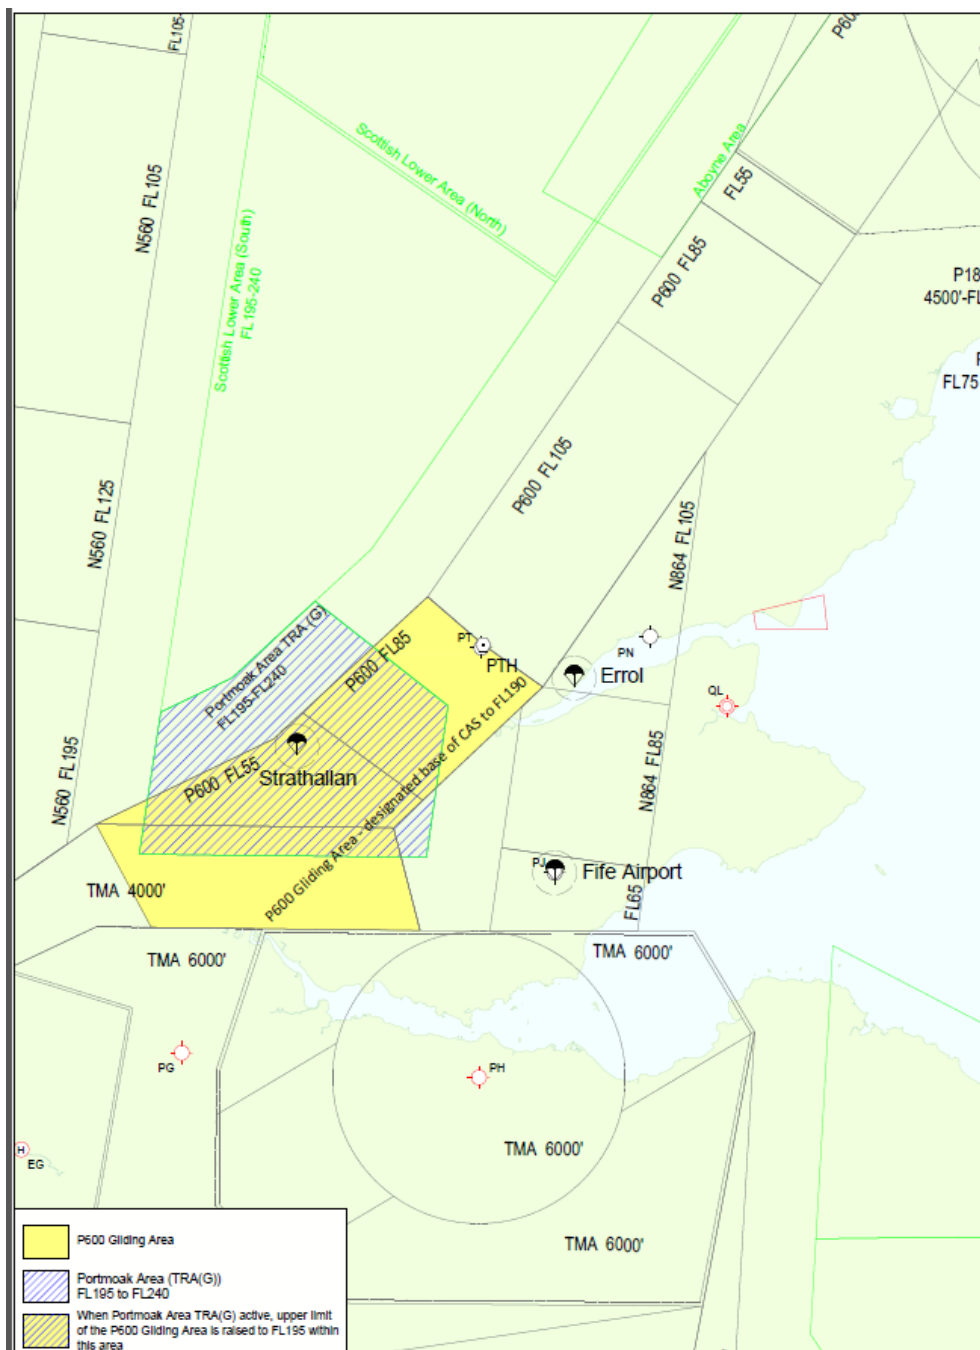 FL105-
P600
N560 FL105
Scottish Lower Area (North)
Aboyne Area
FL55
Scottish Lower Area (South)
FL195-240
P600 FL85
P18
4500'-FL
FL75
P600 FL105
N560 FL125
N864 FL105
Portmoak Area TRA (G)
FL195-FL240
P600 FL85
PT
PTH
PN
Errol
QL
P600 FL55
Strathallan
P600 Gliding Area - designated base of CAS to FL190
N560 FL195
N864 FL85
PJ
Fife Airport
FL65
TMA 4000'
TMA 6000'
TMA 6000'
PG
PH
H
EG
TMA 6000'
TMA 6000'
P600 Gliding Area
Portmoak Area (TRA(G))
FL195 to FL240
When Portmoak Area TRA(G) active, upper limit
of the P600 Gliding Area is raised to FL195 within
this area